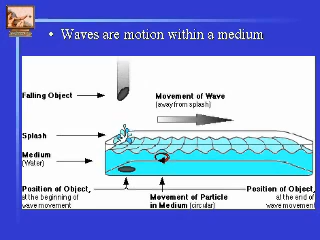 • Waves are motion within a medium
Falling Object
Movement of Wave
(away from splash)
Splash
Medium
(Water)
Position of Object,
at the beginning of
wave movement
Movement of Particle
in Medium (circular)
Position of Object,
at the end of
wave movement